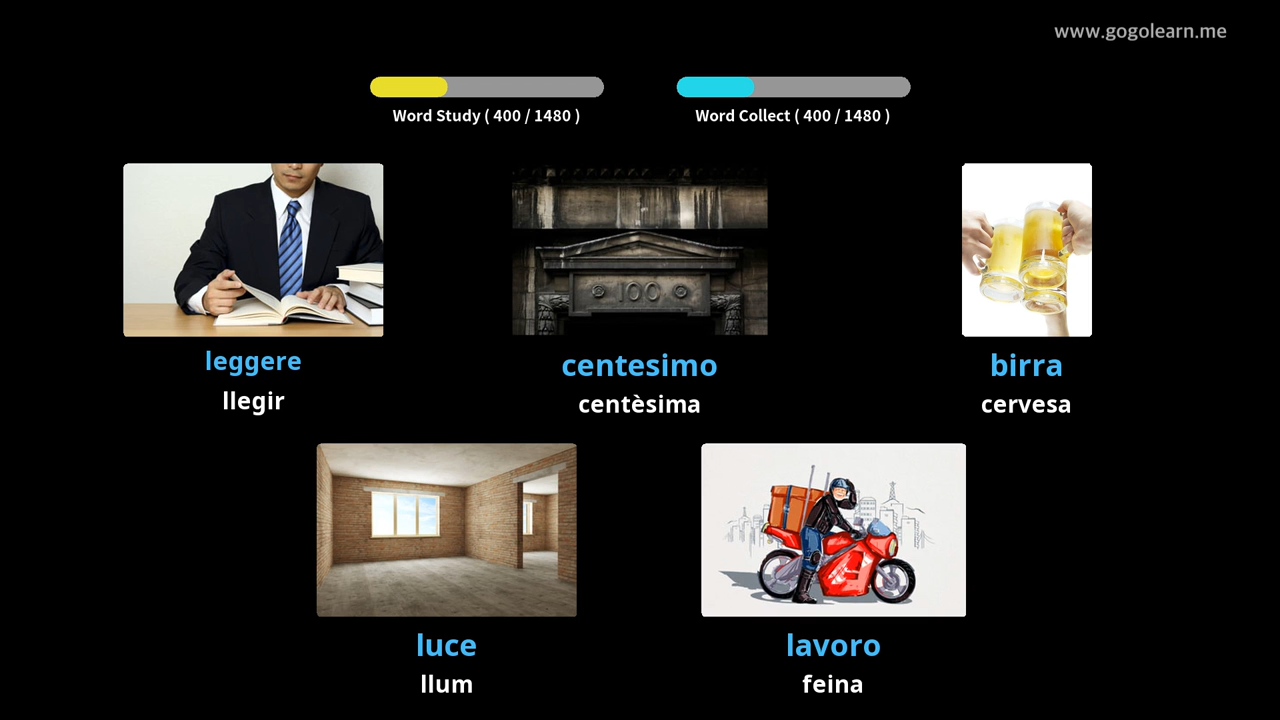 www.gogolearn.me
Word Study ( 400 / 1480 )
Word Collect ( 400 / 1480 )
100
leggere
llegir
centesimo
centèsima
birra
cervesa
luce
llum
lavoro
feina